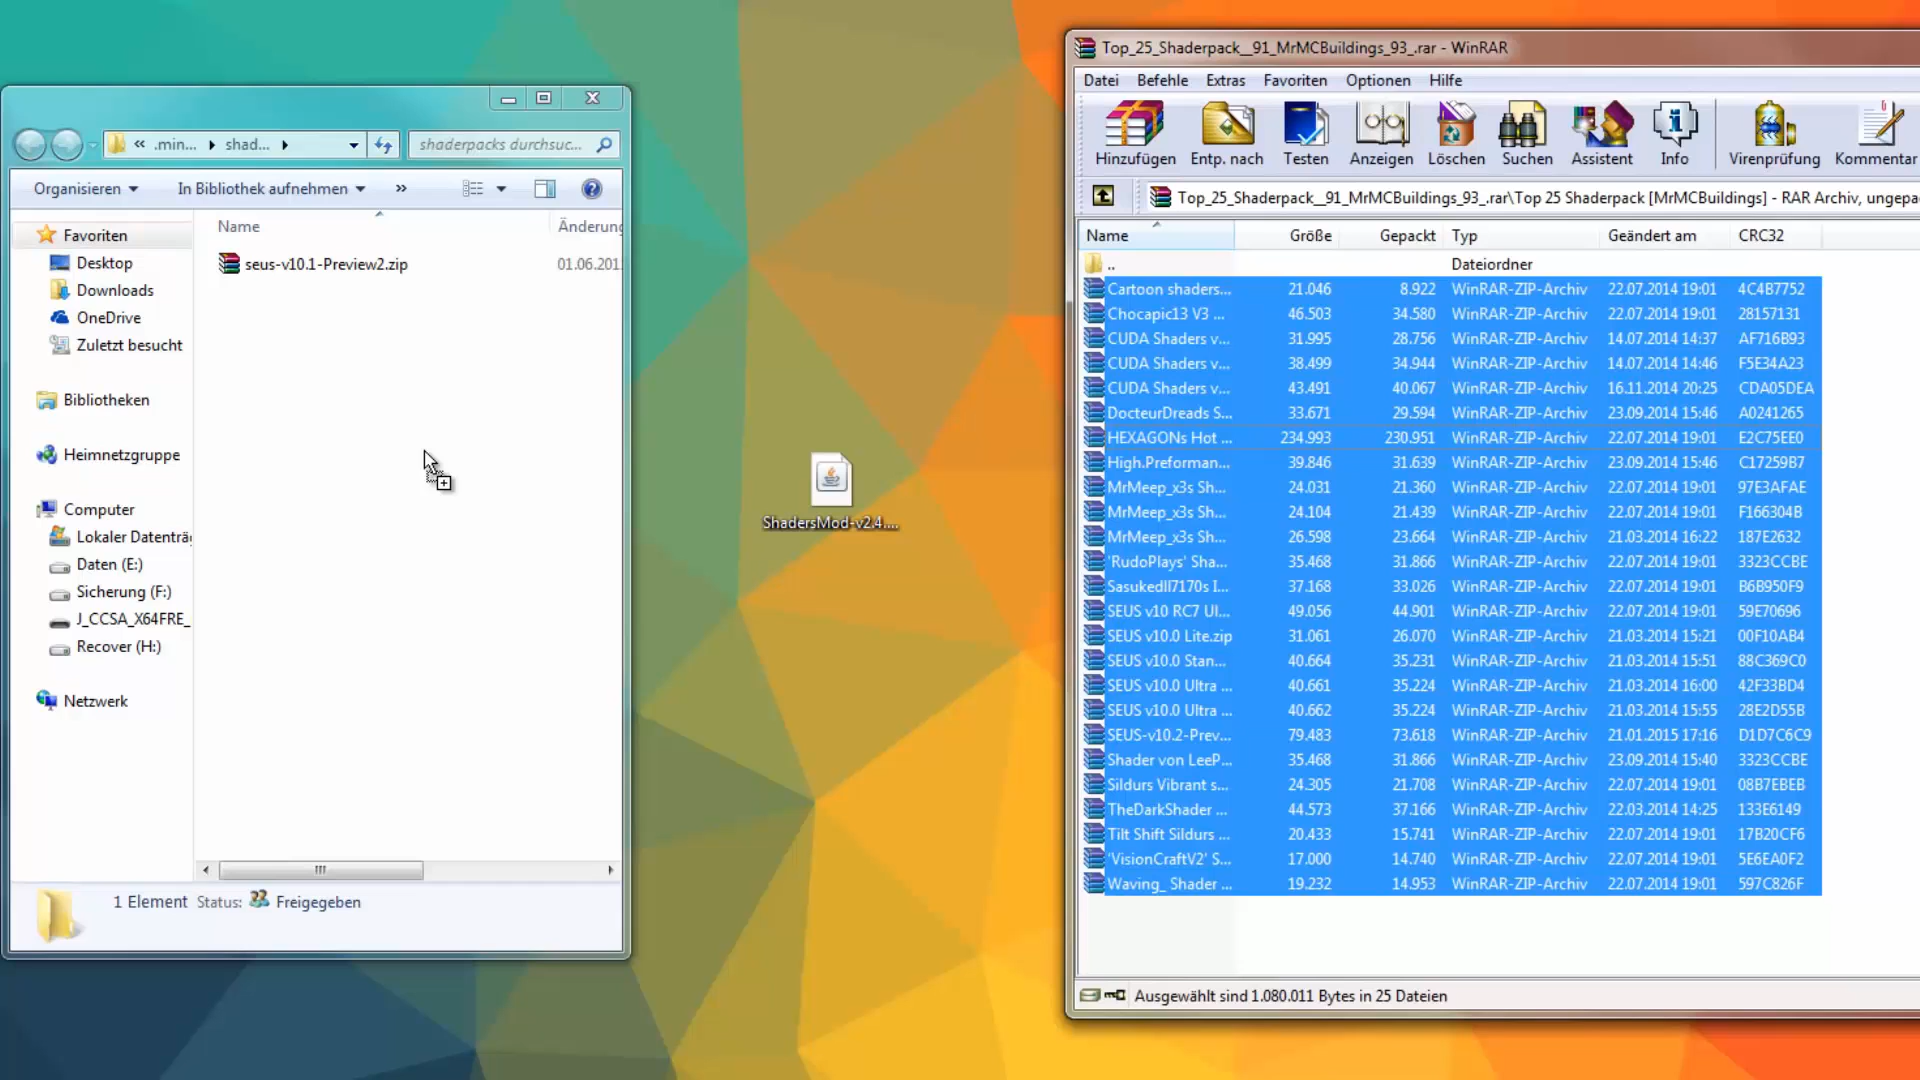 « .min... shad...
shaderpacks durchsuc...
Organisieren
In Bibliothek aufnehmen
»
Name
Änderung
seus-v10.1-Preview2.zip
01.06.201
Favoriten
Desktop
Downloads
OneDrive
Zuletzt besucht
Bibliotheken
Heimnetzgruppe
Computer
Lokaler Datenträ
Daten (E:)
Sicherung (F:)
J_CCSA_X64FRE_
Recover (H:)
Netzwerk
1 Element Status: Freigegeben
ShadersMod-v2.4....
Top_25_Shaderpack__91_MrMCBuildings_93_.rar - WinRAR
Datei Befehle Extras Favoriten Optionen Hilfe
Hinzufügen Entp. nach Testen Anzeigen Löschen Suchen Assistent Info Virenprüfung Kommentar
Top_25_Shaderpack__91_MrMCBuildings_93_.rar\Top 25 Shaderpack [MrMCBuildings] - RAR Archiv, ungepa
Name Größe Gepackt Typ Geändert am CRC32
.. Dateiordner
Cartoon shaders... 21.046 8.922 WinRAR-ZIP-Archiv 22.07.2014 19:01 4C4B7752
Chocapic13 V3 ... 46.503 34.580 WinRAR-ZIP-Archiv 22.07.2014 19:01 28157131
CUDA Shaders v... 31.995 28.756 WinRAR-ZIP-Archiv 14.07.2014 14:37 AF716B93
CUDA Shaders v... 38.499 34.944 WinRAR-ZIP-Archiv 14.07.2014 14:46 F5E34A23
CUDA Shaders v... 43.491 40.067 WinRAR-ZIP-Archiv 16.11.2014 20:25 CDA05DEA
DocteurDreads S... 33.671 29.594 WinRAR-ZIP-Archiv 23.09.2014 15:46 A0241265
HEXAGONs Hot ... 234.993 230.951 WinRAR-ZIP-Archiv 22.07.2014 19:01 E2C75EE0
High.Preforman... 39.846 31.639 WinRAR-ZIP-Archiv 23.09.2014 15:46 C17259B7
MrMeep_x3s Sh... 24.031 21.360 WinRAR-ZIP-Archiv 22.07.2014 19:01 97E3AFAE
MrMeep_x3s Sh... 24.104 21.439 WinRAR-ZIP-Archiv 22.07.2014 19:01 F166304B
MrMeep_x3s Sh... 26.598 23.664 WinRAR-ZIP-Archiv 21.03.2014 16:22 187E2632
'RudoPlays' Sha... 35.468 31.866 WinRAR-ZIP-Archiv 22.07.2014 19:01 3323CCBE
Sasukedll7170s I... 37.168 33.026 WinRAR-ZIP-Archiv 22.07.2014 19:01 B6B950F9
SEUS v10 RC7 Ul... 49.056 44.901 WinRAR-ZIP-Archiv 22.07.2014 19:01 59E70696
SEUS v10.0 Lite.zip 31.061 26.070 WinRAR-ZIP-Archiv 21.03.2014 15:21 00F10AB4
SEUS v10.0 Stan... 40.664 35.231 WinRAR-ZIP-Archiv 21.03.2014 15:51 88C369C0
SEUS v10.0 Ultra ... 40.661 35.224 WinRAR-ZIP-Archiv 21.03.2014 16:00 42F33BD4
SEUS v10.0 Ultra ... 40.662 35.224 WinRAR-ZIP-Archiv 21.03.2014 15:55 28E2D55B
SEUS-v10.2-Prev... 79.483 73.618 WinRAR-ZIP-Archiv 21.01.2015 17:16 D1D7C6C9
Shader von LeeP... 35.468 31.866 WinRAR-ZIP-Archiv 23.09.2014 15:40 3323CCBE
Sildurs Vibrant s... 24.305 21.708 WinRAR-ZIP-Archiv 22.07.2014 19:01 08B7EBEB
TheDarkShader ... 44.573 37.166 WinRAR-ZIP-Archiv 22.03.2014 14:25 133E6149
Tilt Shift Sildurs ... 20.433 15.741 WinRAR-ZIP-Archiv 22.07.2014 19:01 17B20CF6
'VisionCraftV2' S... 17.000 14.740 WinRAR-ZIP-Archiv 22.07.2014 19:01 5E6EA0F2
Waving_ Shader ... 19.232 14.953 WinRAR-ZIP-Archiv 22.07.2014 19:01 597C826F
Ausgewählt sind 1.080.011 Bytes in 25 Dateien